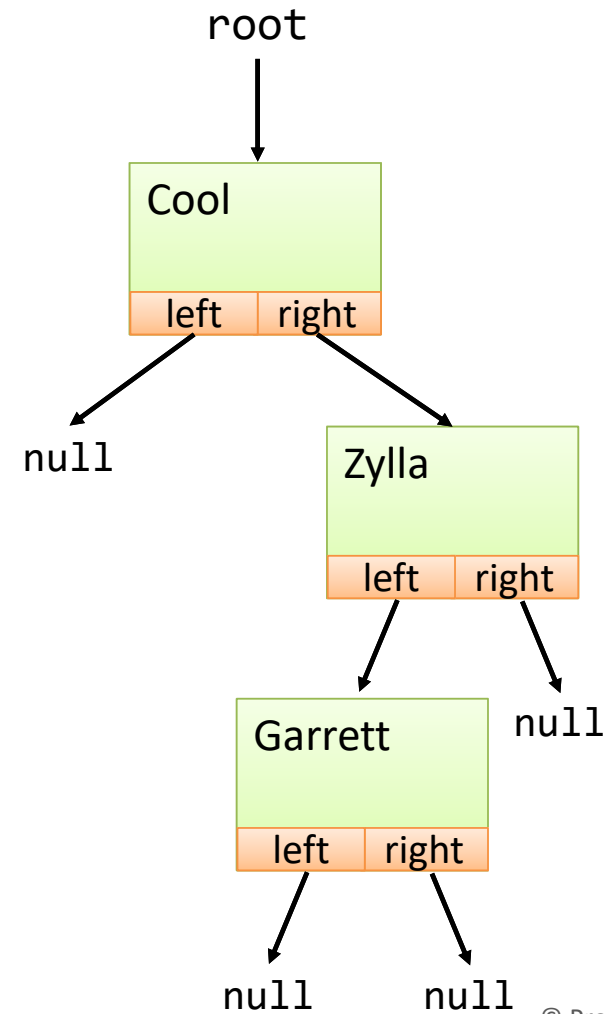 root
Cool
left right
null
Zylla
left right
Garrett
null
left right
null null